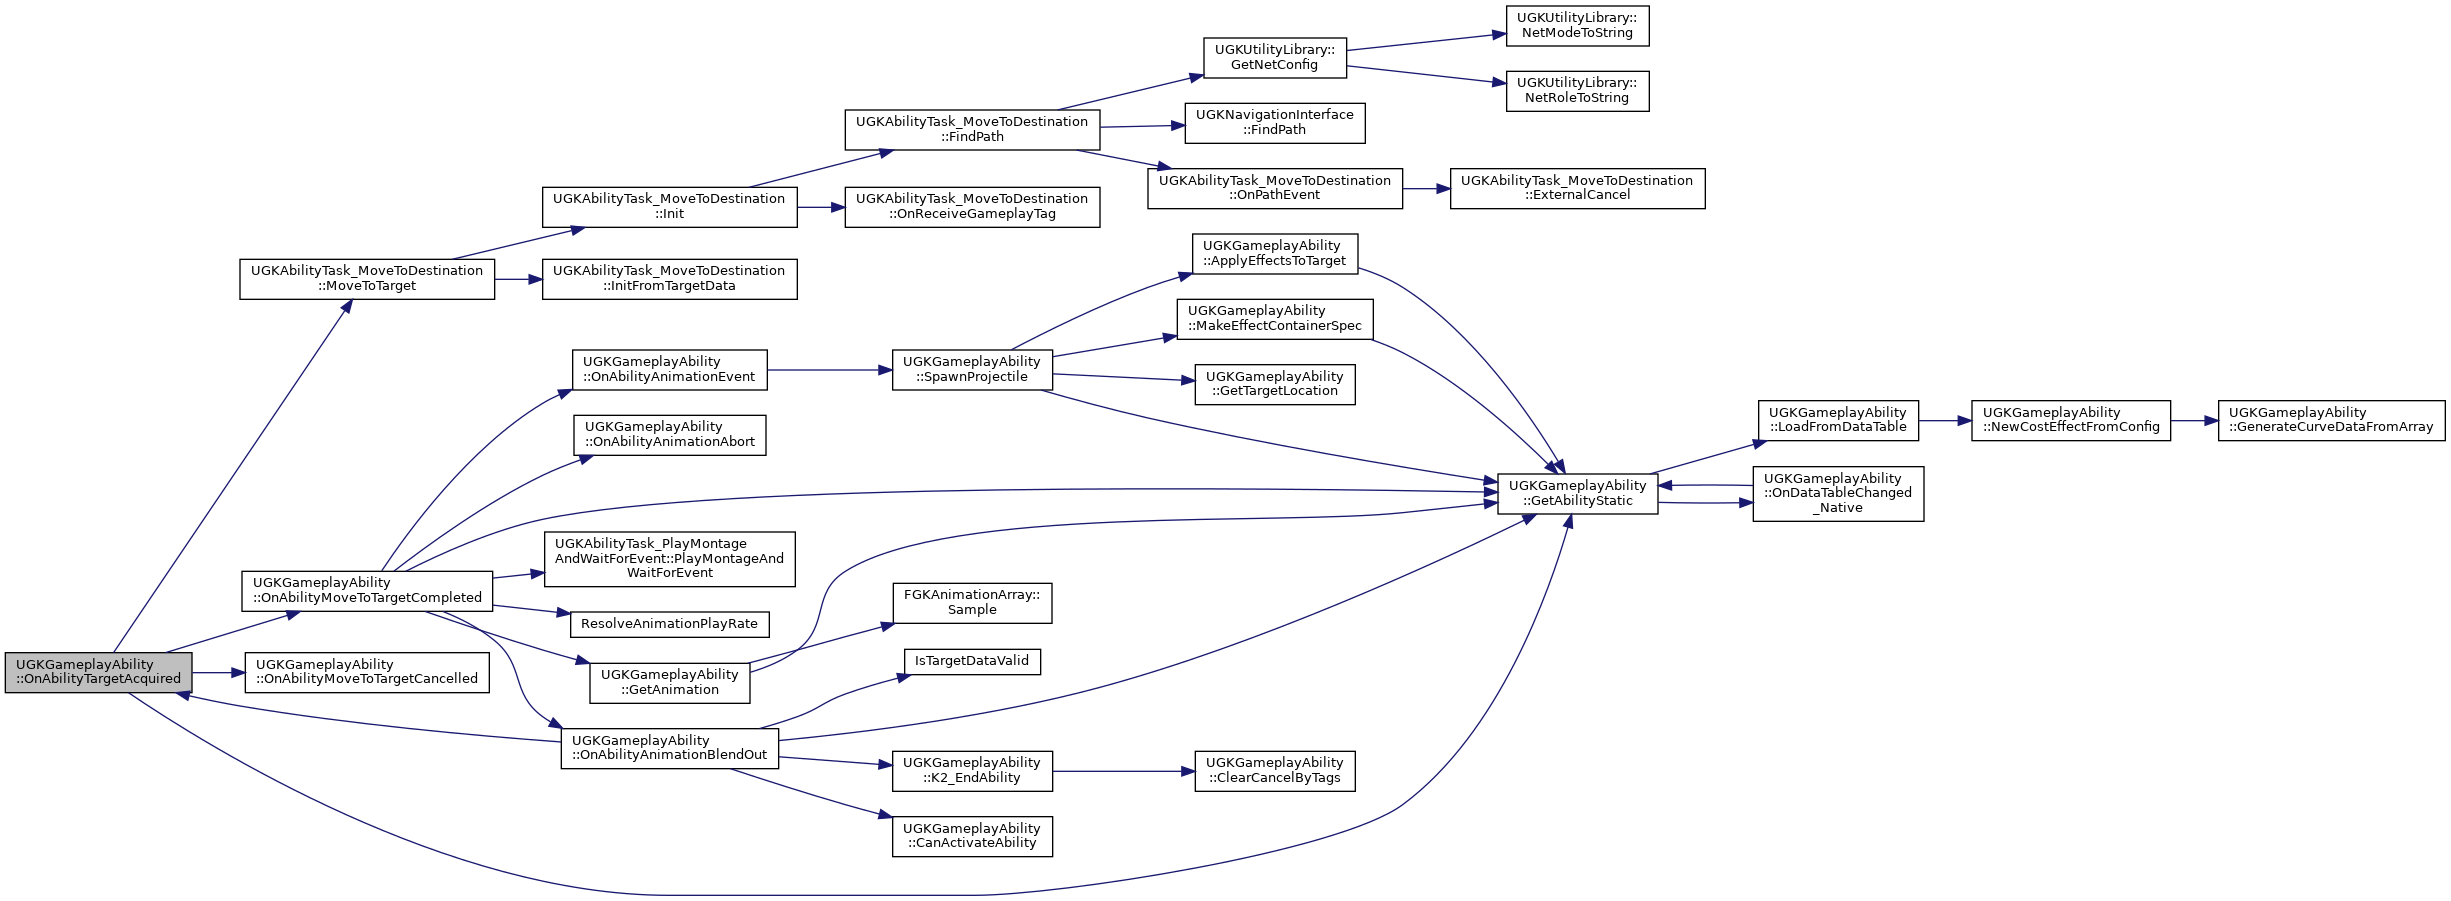 UGKUtilityLibrary::
NetModeToString
UGKUtilityLibrary::
GetNetConfig
UGKUtilityLibrary::
NetRoleToString
UGKAbilityTask_MoveToDestination
::FindPath
UGKNavigationInterface
::FindPath
UGKAbilityTask_MoveToDestination
::OnPathEvent
UGKAbilityTask_MoveToDestination
::ExternalCancel
UGKAbilityTask_MoveToDestination
::Init
UGKAbilityTask_MoveToDestination
::OnReceiveGameplayTag
UGKAbilityTask_MoveToDestination
::MoveToTarget
UGKAbilityTask_MoveToDestination
::InitFromTargetData
UGKGameplayAbility
::ApplyEffectsToTarget
UGKGameplayAbility
::MakeEffectContainerSpec
UGKGameplayAbility
::OnAbilityAnimationEvent
UGKGameplayAbility
::SpawnProjectile
UGKGameplayAbility
::GetTargetLocation
UGKGameplayAbility
::OnAbilityAnimationAbort
UGKGameplayAbility
::LoadFromDataTable
UGKGameplayAbility
::NewCostEffectFromConfig
UGKGameplayAbility
::GenerateCurveDataFromArray
UGKGameplayAbility
::GetAbilityStatic
UGKGameplayAbility
::OnDataTableChanged
_Native
UGKAbilityTask_PlayMontage
AndWaitForEvent::PlayMontageAnd
WaitForEvent
UGKGameplayAbility
::OnAbilityMoveToTargetCompleted
ResolveAnimationPlayRate
FGKAnimationArray::
Sample
UGKGameplayAbility
::OnAbilityTargetAcquired
UGKGameplayAbility
::OnAbilityMoveToTargetCancelled
UGKGameplayAbility
::GetAnimation
IsTargetDataValid
UGKGameplayAbility
::OnAbilityAnimationBlendOut
UGKGameplayAbility
::K2_EndAbility
UGKGameplayAbility
::ClearCancelByTags
UGKGameplayAbility
::CanActivateAbility